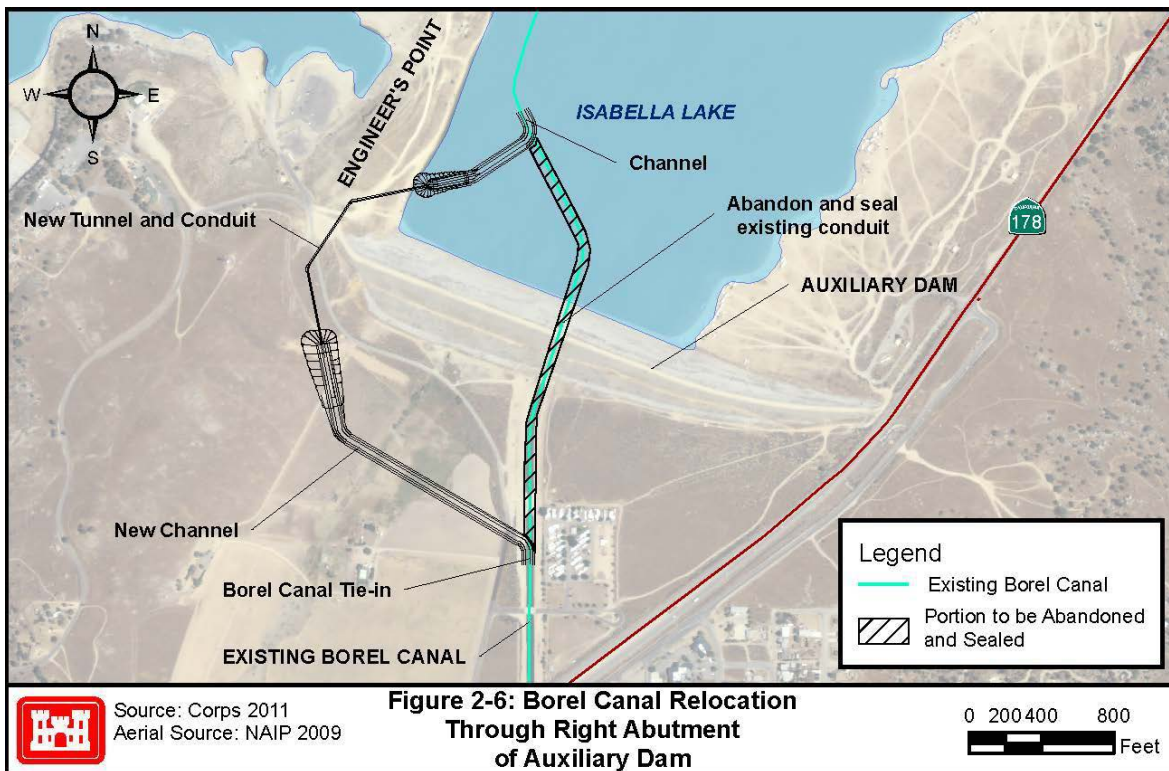 N
W E
S
ENGINEER'S POINT
ISABELLA LAKE
Channel
New Tunnel and Conduit
Abandon and seal
existing conduit
178
AUXILIARY DAM
New Channel
Borel Canal Tie-in
EXISTING BOREL CANAL
Legend
Existing Borel Canal
Portion to be Abandoned
and Sealed
Source: Corps 2011
Aerial Source: NAIP 2009
Figure 2-6: Borel Canal Relocation
Through Right Abutment
of Auxiliary Dam
0 200 400 800
Feet